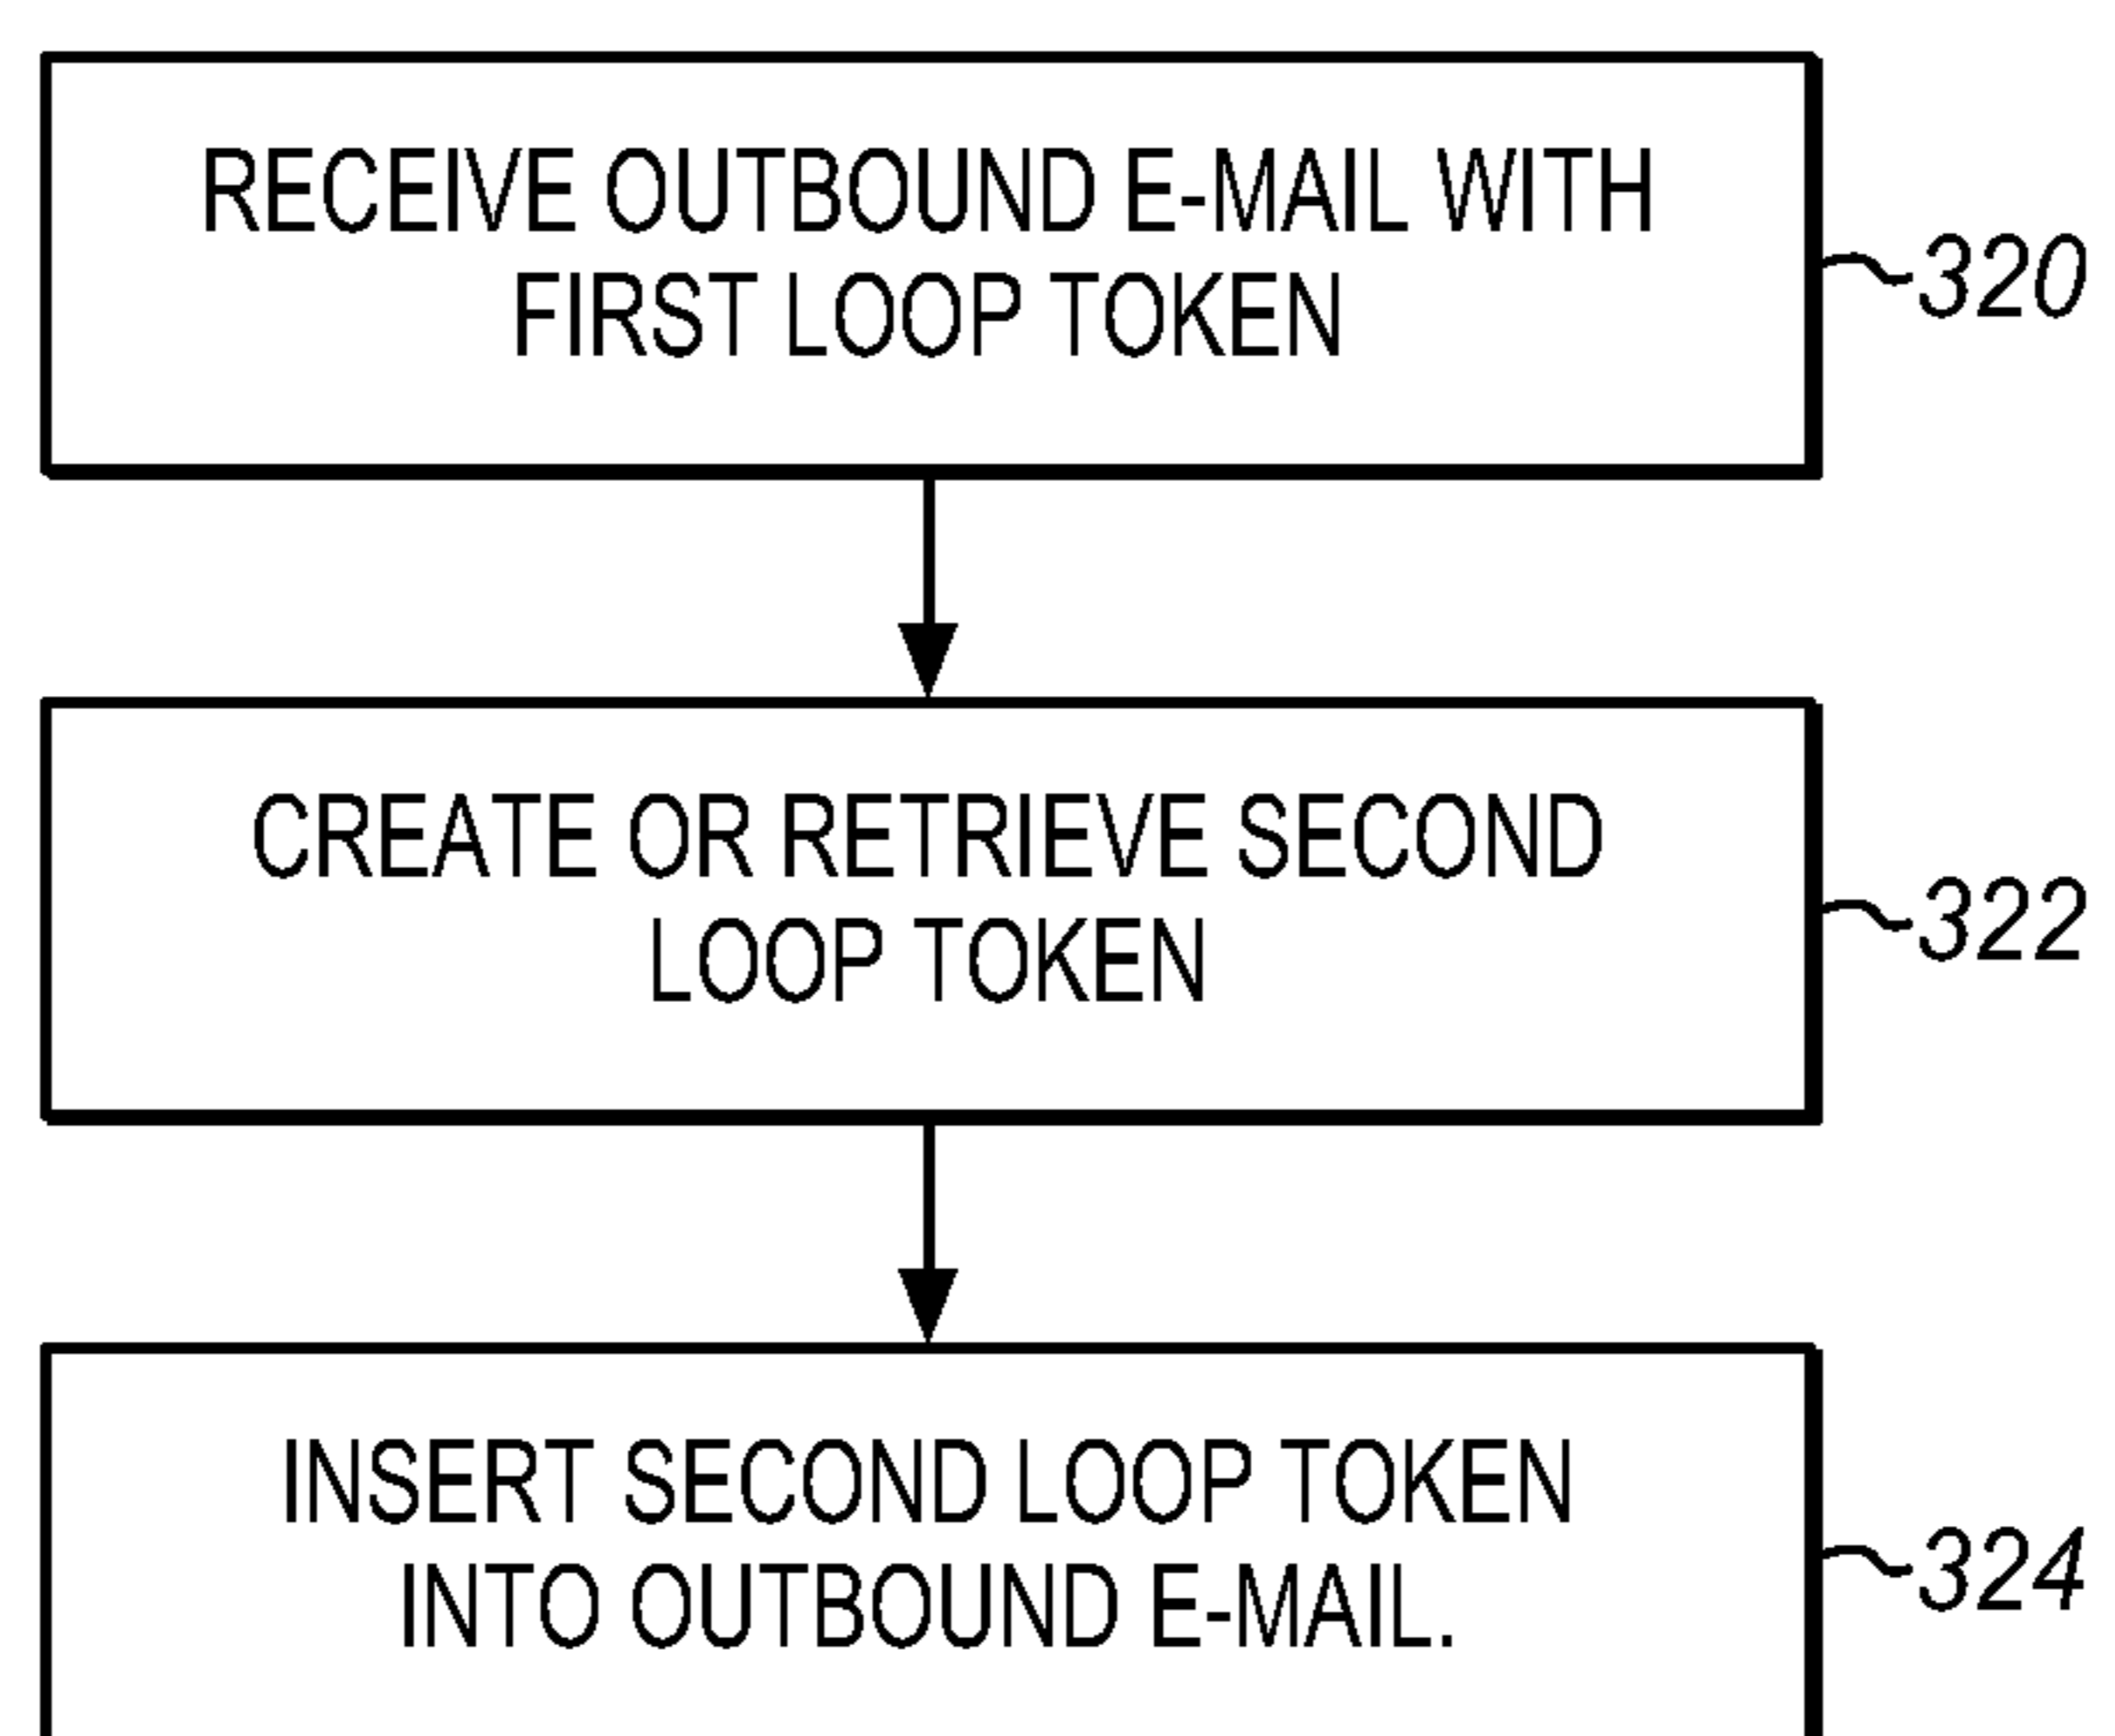 RECEIVE OUTBOUND E-MAIL WITH
FIRST LOOP TOKEN
320
CREATE OR RETRIEVE SECOND
LOOP TOKEN
322
INSERT SECOND LOOP TOKEN
INTO OUTBOUND E-MAIL.
324